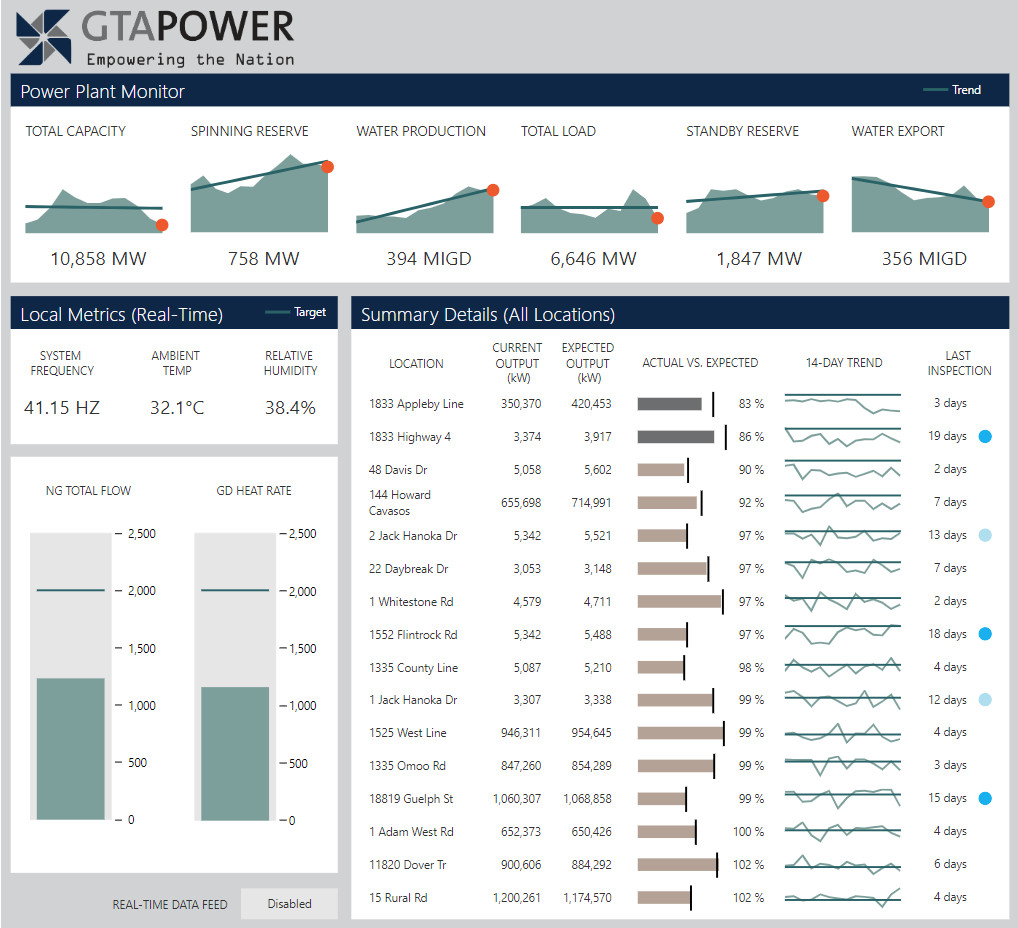 GTAPOWER
Empowering the Nation
Power Plant Monitor
Trend
TOTAL CAPACITY
SPINNING RESERVE
WATER PRODUCTION
TOTAL LOAD
STANDBY RESERVE
WATER EXPORT
10,858 MW
758 MW
394 MIGD
6,646 MW
1,847 MW
356 MIGD
Local Metrics (Real-Time)
Target
SYSTEM
FREQUENCY
AMBIENT
TEMP
RELATIVE
HUMIDITY
41.15 HZ
32.1°C
38.4%
NG TOTAL FLOW
2,500
2,000
1,500
1,000
500
0
GD HEAT RATE
2,500
2,000
1,500
1,000
500
0
REAL-TIME DATA FEED
Disabled
Summary Details (All Locations)
LOCATION
CURRENT
OUTPUT
(kW)
EXPECTED
OUTPUT
(kW)
ACTUAL VS. EXPECTED
14-DAY TREND
LAST
INSPECTION
1833 Appleby Line 350,370 420,453 83 % 3 days
1833 Highway 4 3,374 3,917 86 % 19 days
48 Davis Dr 5,058 5,602 90 % 2 days
144 Howard
Cavasos 655,698 714,991 92 % 7 days
2 Jack Hanoka Dr 5,342 5,521 97 % 13 days
22 Daybreak Dr 3,053 3,148 97 % 7 days
1 Whitestone Rd 4,579 4,711 97 % 2 days
1552 Flintrock Rd 5,342 5,488 97 % 18 days
1335 County Line 5,087 5,210 98 % 4 days
1 Jack Hanoka Dr 3,307 3,338 99 % 12 days
1525 West Line 946,311 954,645 99 % 4 days
1335 Omoo Rd 847,260 854,289 99 % 3 days
18819 Guelph St 1,060,307 1,068,858 99 % 15 days
1 Adam West Rd 652,373 650,426 100 % 4 days
11820 Dover Tr 900,606 884,292 102 % 6 days
15 Rural Rd 1,200,261 1,174,570 102 % 4 days